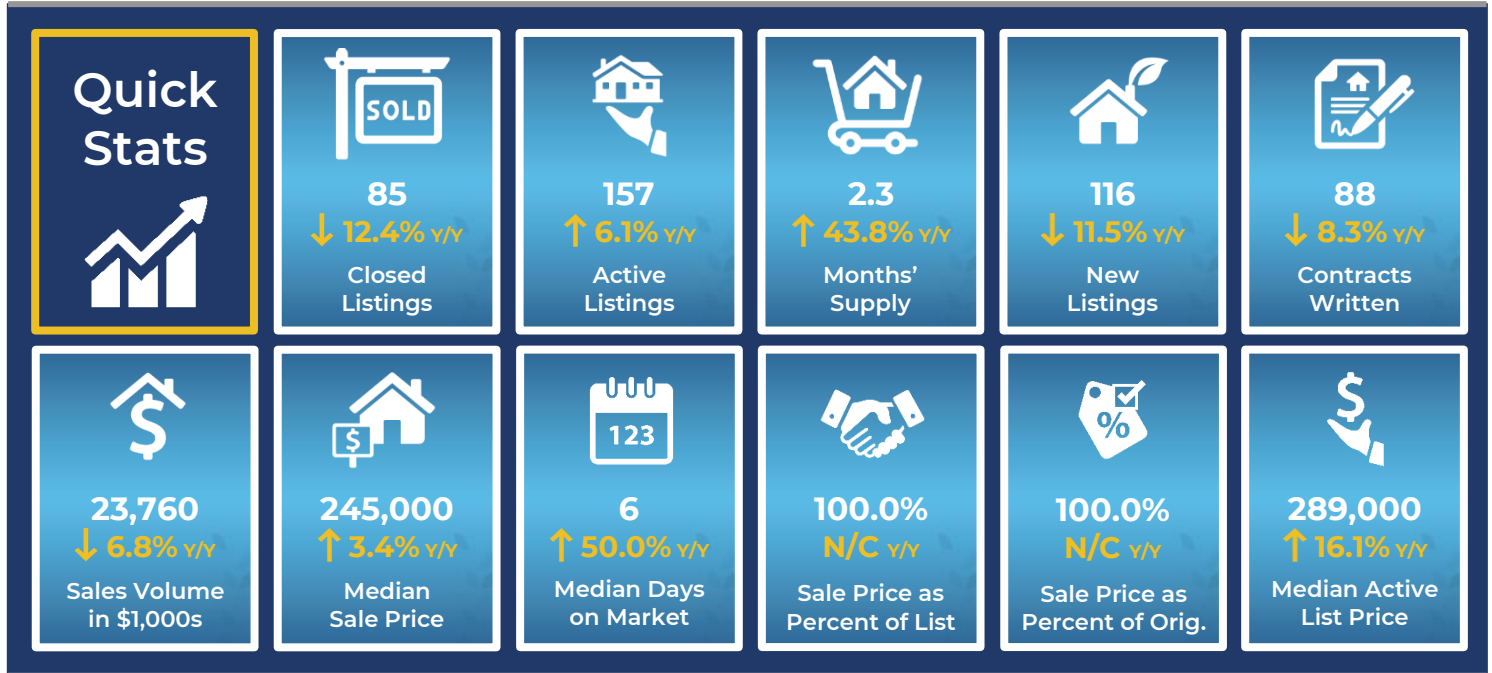 Quick
Stats
SOLD
85
↓ 12.4% Y/Y
Closed
Listings
157
↑ 6.1% Y/Y
Active
Listings
2.3
↑ 43.8% Y/Y
Months’
Supply
116
↓ 11.5% Y/Y
New
Listings
88
↓ 8.3% Y/Y
Contracts
Written
$
23,760
↓ 6.8% Y/Y
Sales Volume
in $1,000s
$
245,000
↑ 3.4% Y/Y
Median
Sale Price
123
6
↑ 50.0% Y/Y
Median Days
on Market
100.0%
N/C Y/Y
Sale Price as
Percent of List
%
100.0%
N/C Y/Y
Sale Price as
Percent of Orig.
$
289,000
↑ 16.1% Y/Y
Median Active
List Price